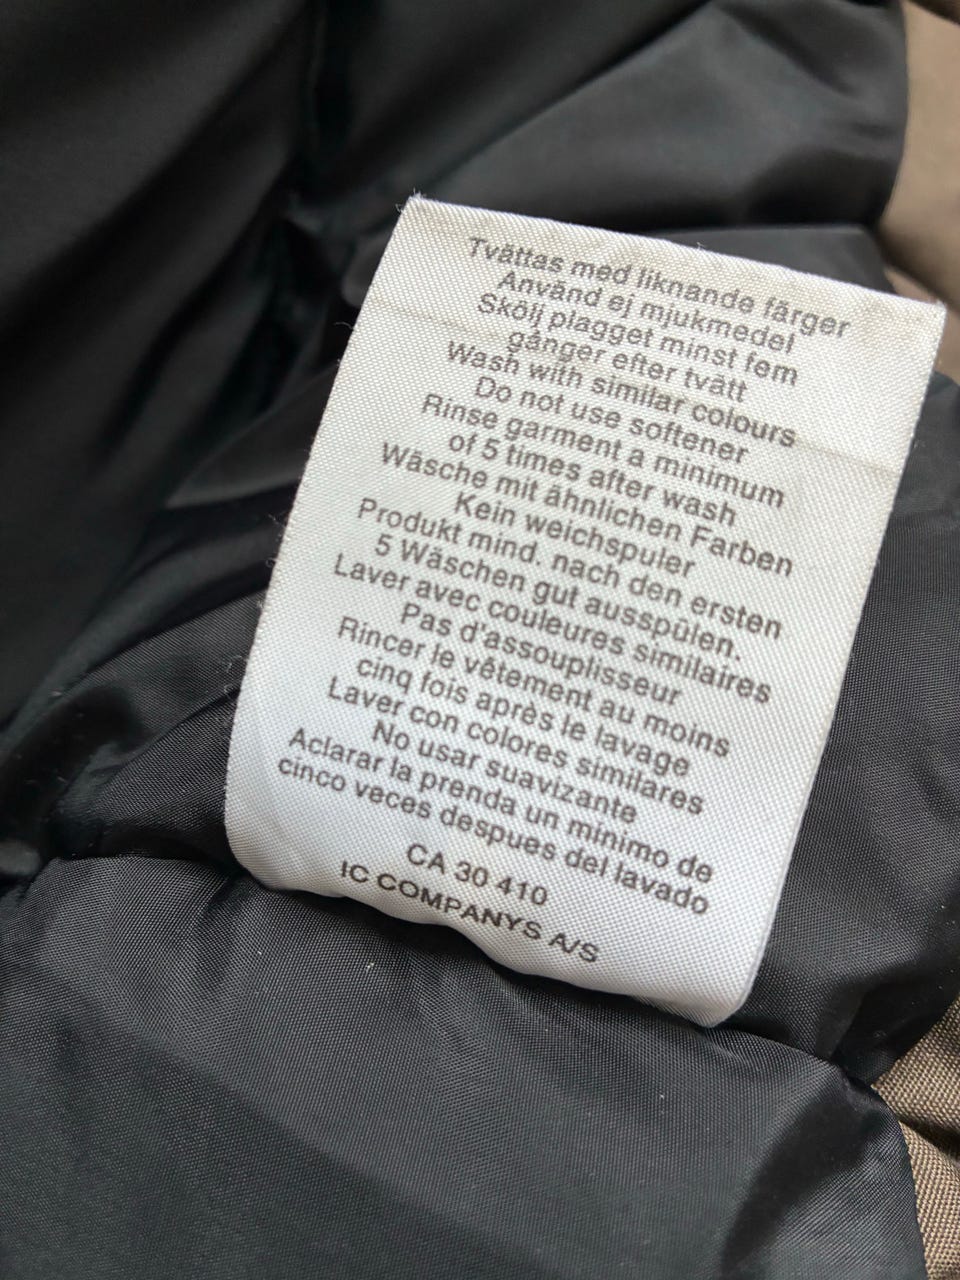 Tvättas med liknande färger
Använd ej mjukmedel
Skölj plagget minst fem
gånger efter tvätt
Wash with similar colours
Do not use softener
Rinse garment a minimum
of 5 times after wash
Wäsche mit ähnlichen Farben
Kein weichspuler
Produkt mind. nach den ersten
5 Wäschen gut ausspülen.
Laver avec couleures similaires
Pas d'assouplisseur
Rincer le vêtement au moins
cinq fois après le lavage
Laver con colores similares
No usar suavizante
Aclarar la prenda un minimo de
cinco veces despues del lavado
CA 30 410
IC COMPANYS A/S